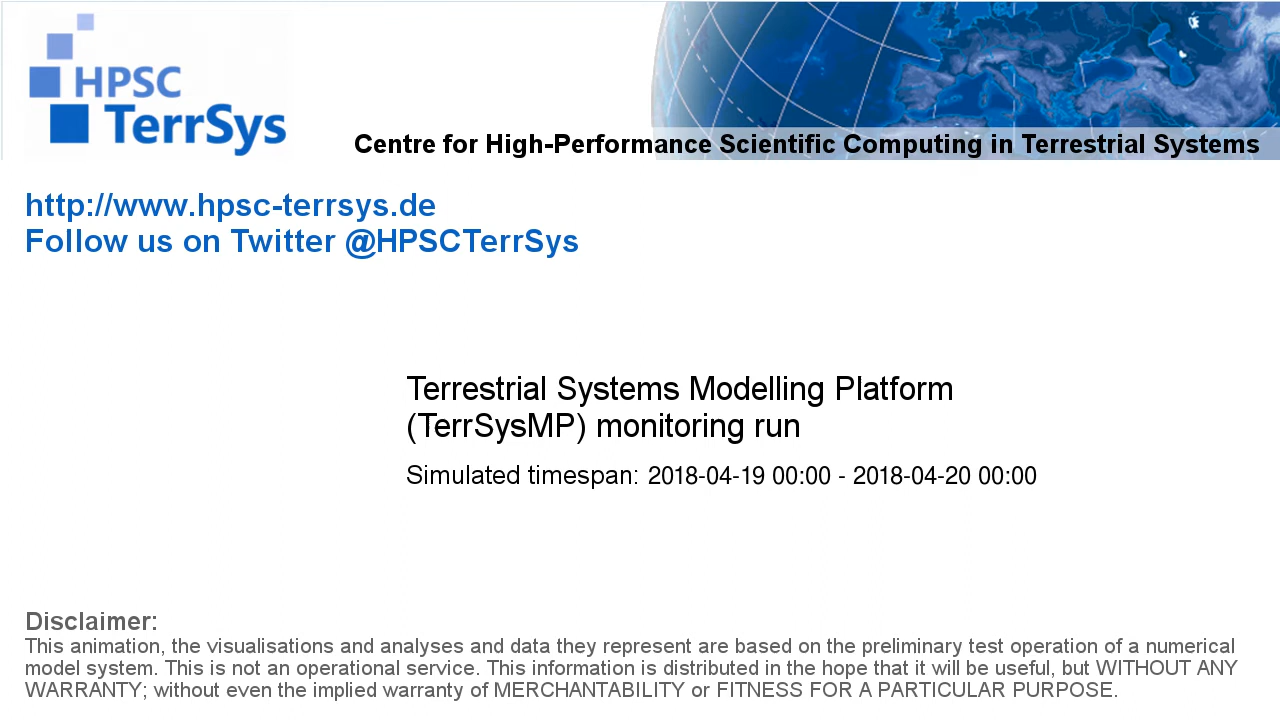 HPSC
TerrSys
Centre for High-Performance Scientific Computing in Terrestrial Systems
http://www.hpsc-terrsys.de
Follow us on Twitter @HPSCTerrSys
Terrestrial Systems Modelling Platform
(TerrSysMP) monitoring run
Simulated timespan: 2018-04-19 00:00 - 2018-04-20 00:00
Disclaimer:
This animation, the visualisations and analyses and data they represent are based on the preliminary test operation of a numerical
model system. This is not an operational service. This information is distributed in the hope that it will be useful, but WITHOUT ANY
WARRANTY; without even the implied warranty of MERCHANTABILITY or FITNESS FOR A PARTICULAR PURPOSE.